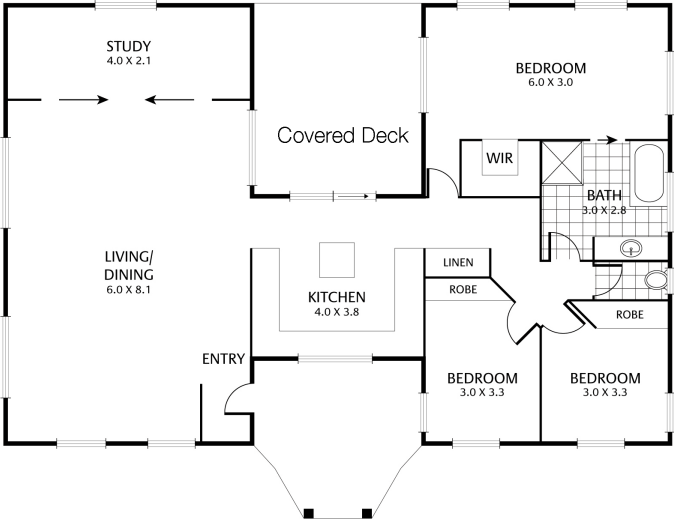 STUDY
4.0 X 2.1
BEDROOM
6.0 X 3.0
Covered Deck
WIR
BATH
3.0 X 2.8
LIVING/
DINING
6.0 X 8.1
LINEN
ROBE
KITCHEN
4.0 X 3.8
ROBE
ENTRY
BEDROOM
3.0 X 3.3
BEDROOM
3.0 X 3.3